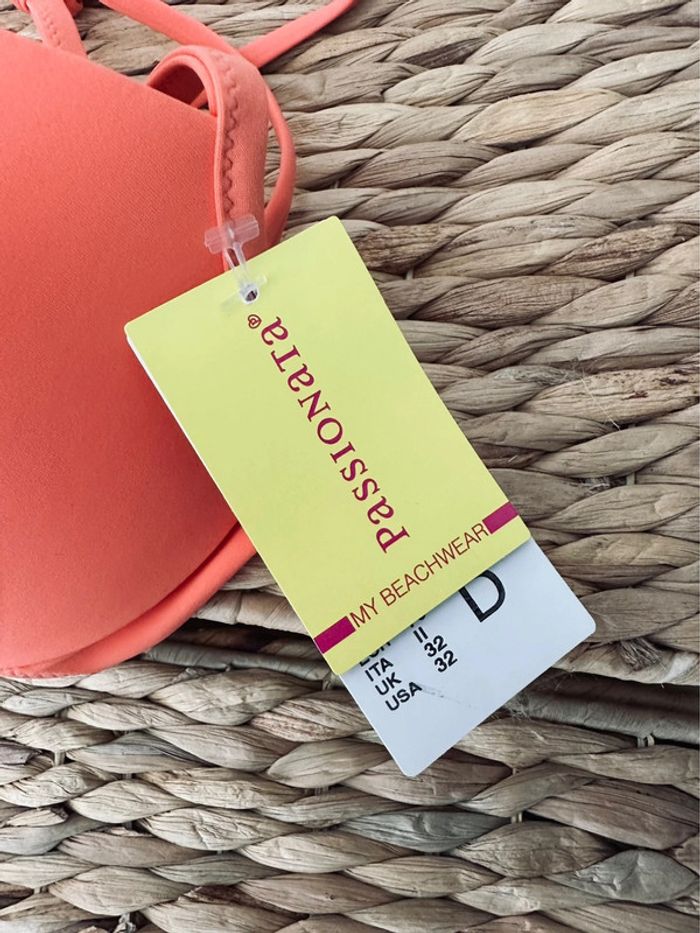 PassIONaTa®
MY BEACHWEAR
D
ITA II
UK 32
USA 32